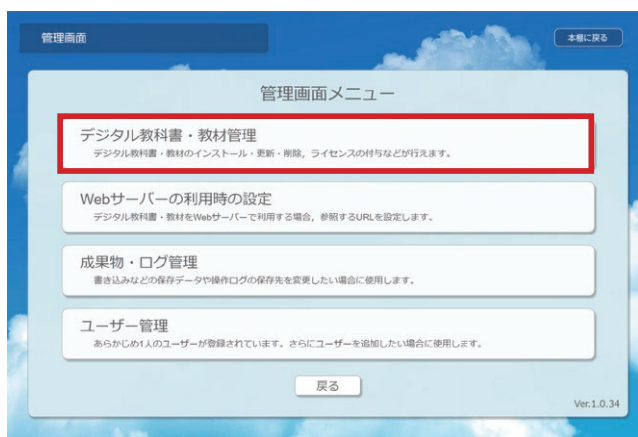 管理画面
本棚に戻る
管理画面メニュー
デジタル教科書・教材管理
デジタル教科書・教材のインストール・更新・削除，ライセンスの付与などが行えます。
Webサーバーの利用時の設定
デジタル教科書・教材をWebサーバーで利用する場合，参照するURLを設定します。
成果物・ログ管理
書き込みなどの保存データや操作ログの保存先を変更したい場合に使用します。
ユーザー管理
あらかじめ1人のユーザーが登録されています。さらにユーザーを追加したい場合に使用します。
戻る
Ver.1.0.34